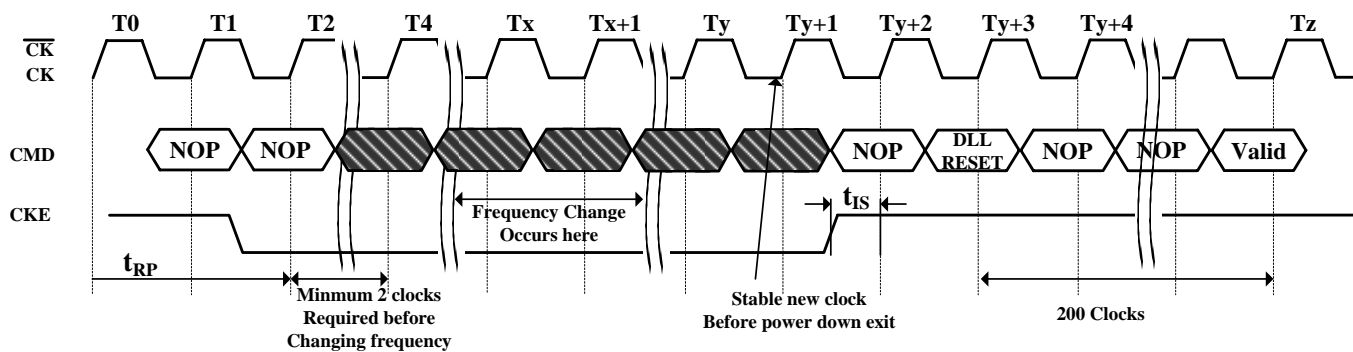 T0 T1 T2 T4 Tx Tx+1 Ty Ty+1 Ty+2 Ty+3 Ty+4 Tz
CK
CK
CMD NOP NOP NOP DLL RESET NOP NOP Valid
CKE
Frequency Change
Occurs here
tIS
tRP
Minmum 2 clocks
Required before
Changing frequency
Stable new clock
Before power down exit
200 Clocks